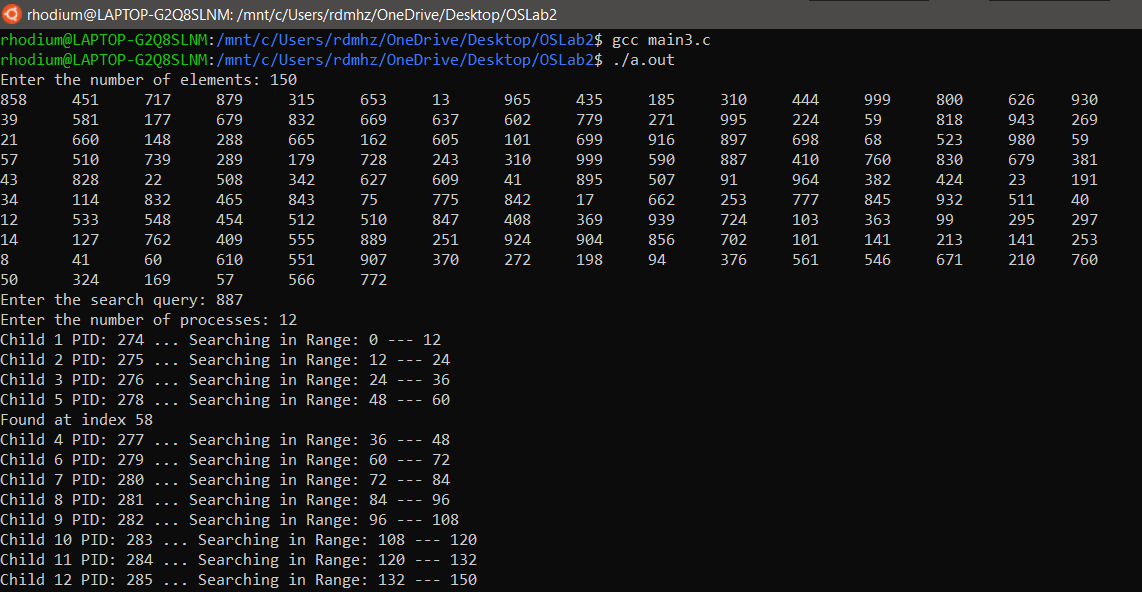 rhodium@LAPTOP-G2Q8SLNM: /mnt/c/Users/rdmhz/OneDrive/Desktop/OSLab2
rhodium@LAPTOP-G2Q8SLNM:/mnt/c/Users/rdmhz/OneDrive/Desktop/OSLab2$ gcc main3.c
rhodium@LAPTOP-G2Q8SLNM:/mnt/c/Users/rdmhz/OneDrive/Desktop/OSLab2$ ./a.out
Enter the number of elements: 150
858 451 717 879 315 653 13 965 435 185 310 444 999 800 626 930
39 581 177 679 832 669 637 602 779 271 995 224 59 818 943 269
21 660 148 288 665 162 605 101 699 916 897 698 68 523 980 59
57 510 739 289 179 728 243 310 999 590 887 410 760 830 679 381
43 828 22 508 342 627 609 41 895 507 91 964 382 424 23 191
34 114 832 465 843 75 775 842 17 662 253 777 845 932 511 40
12 533 548 454 512 510 847 408 369 939 724 103 363 99 295 297
14 127 762 409 555 889 251 924 904 856 702 101 141 213 141 253
8 41 60 610 551 907 370 272 198 94 376 561 546 671 210 760
50 324 169 57 566 772
Enter the search query: 887
Enter the number of processes: 12
Child 1 PID: 274 ... Searching in Range: 0 --- 12
Child 2 PID: 275 ... Searching in Range: 12 --- 24
Child 3 PID: 276 ... Searching in Range: 24 --- 36
Child 5 PID: 278 ... Searching in Range: 48 --- 60
Found at index 58
Child 4 PID: 277 ... Searching in Range: 36 --- 48
Child 6 PID: 279 ... Searching in Range: 60 --- 72
Child 7 PID: 280 ... Searching in Range: 72 --- 84
Child 8 PID: 281 ... Searching in Range: 84 --- 96
Child 9 PID: 282 ... Searching in Range: 96 --- 108
Child 10 PID: 283 ... Searching in Range: 108 --- 120
Child 11 PID: 284 ... Searching in Range: 120 --- 132
Child 12 PID: 285 ... Searching in Range: 132 --- 150